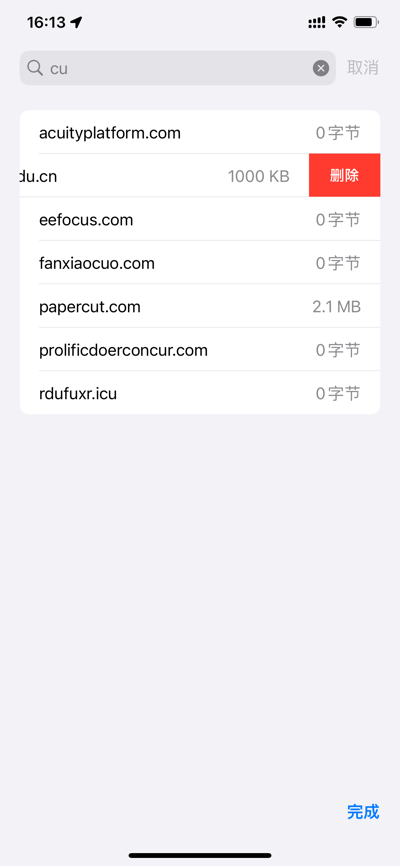 16:13
cu
取消
acuityplatform.com 0字节
du.cn 1000 KB 删除
eefocus.com 0字节
fanxiaocuo.com 0字节
papercut.com 2.1 MB
prolificdoerconcur.com 0字节
rdufuxr.icu 0字节
完成